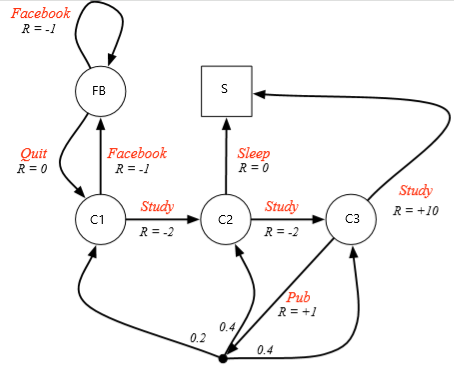 Facebook
R = -1
FB
S
Quit
R = 0
Facebook
R = -1
Sleep
R = 0
Study
R = +10
Study
R = -2
Study
R = -2
C1
C2
C3
Pub
R = +1
0.2
0.4
0.4